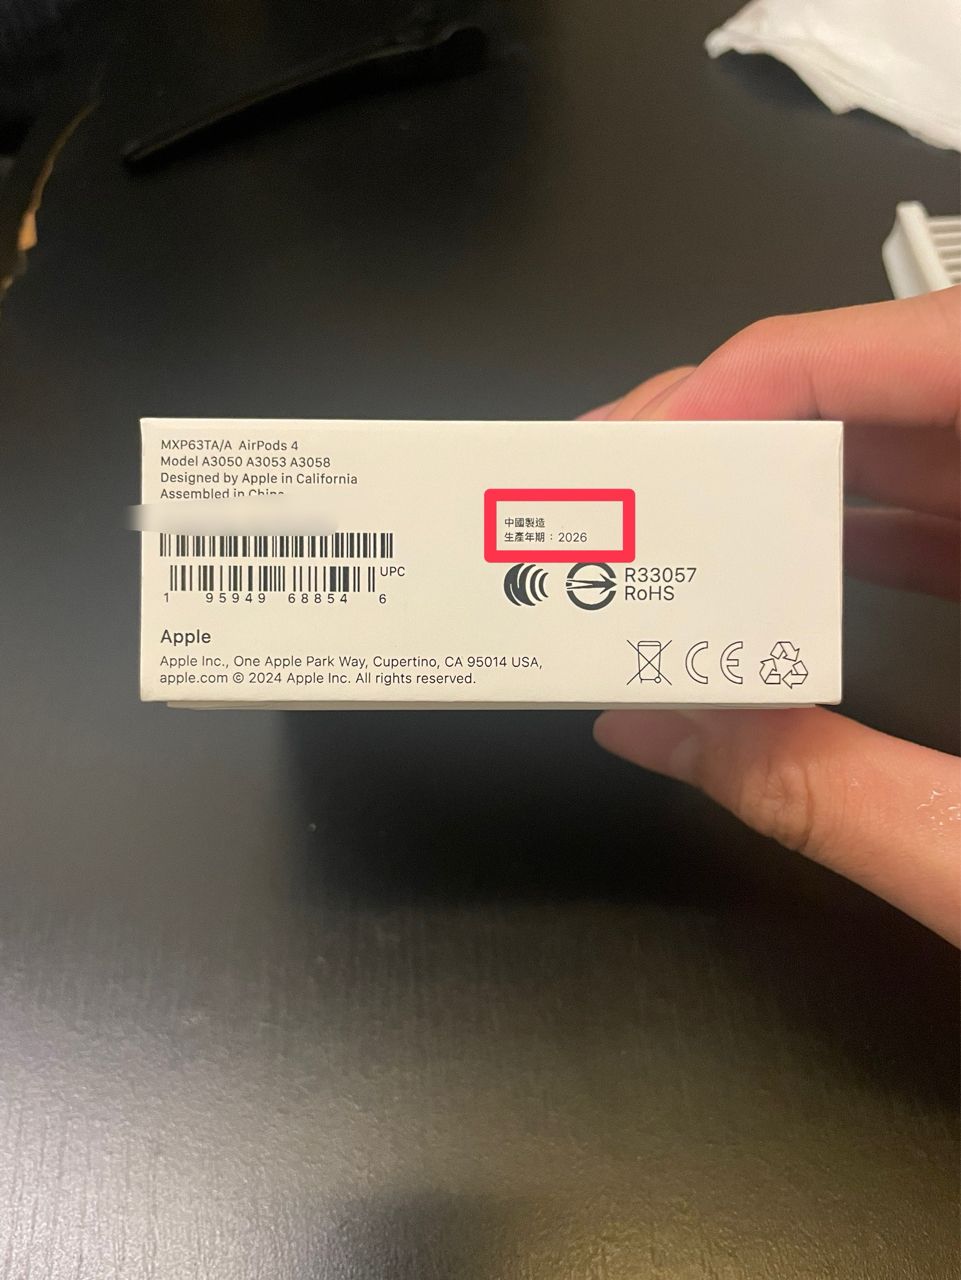 MXP63TA/A AirPods 4
Model A3050 A3053 A3058
Designed by Apple in California
Assembled in China
UPC
1 95949 68854 6
Apple
Apple Inc., One Apple Park Way, Cupertino, CA 95014 USA,
apple.com © 2024 Apple Inc. All rights reserved.
中國製造
生產年期：2026
R33057
RoHS
CE